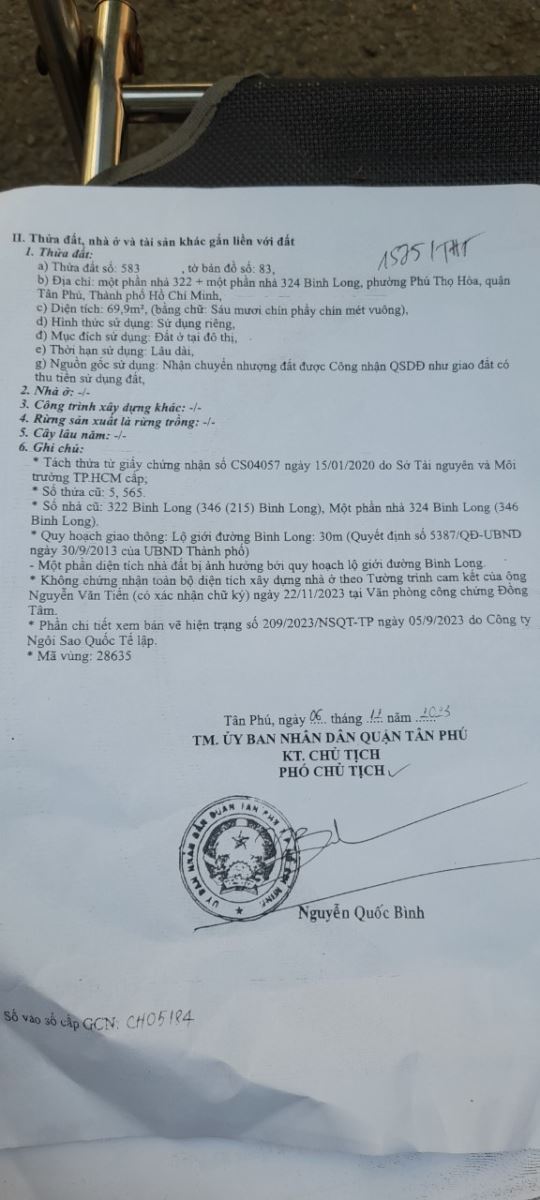 1525/THT
II. Thửa đất, nhà ở và tài sản khác gắn liền với đất
1. Thửa đất:
a) Thửa đất số: 583 , tờ bản đồ số: 83,
b) Địa chỉ: một phần nhà 322 + một phần nhà 324 Bình Long, phường Phú Thọ Hòa, quận
Tân Phú, Thành phố Hồ Chí Minh,
c) Diện tích: 69,9m², (bằng chữ: Sáu mươi chín phẩy chín mét vuông),
d) Hình thức sử dụng: Sử dụng riêng,
đ) Mục đích sử dụng: Đất ở tại đô thị,
e) Thời hạn sử dụng: Lâu dài,
g) Nguồn gốc sử dụng: Nhận chuyển nhượng đất được Công nhận QSDĐ như giao đất có
thu tiền sử dụng đất,
2. Nhà ở: -/-
3. Công trình xây dựng khác: -/-
4. Rừng sản xuất là rừng trồng: -/-
5. Cây lâu năm: -/-
6. Ghi chú:
* Tách thửa từ giấy chứng nhận số CS04057 ngày 15/01/2020 do Sở Tài nguyên và Môi
trường TP.HCM cấp;
* Số thửa cũ: 5, 565.
* Số nhà cũ: 322 Bình Long (346 (215) Bình Long), Một phần nhà 324 Bình Long (346
Bình Long).
* Quy hoạch giao thông: Lộ giới đường Bình Long: 30m (Quyết định số 5387/QĐ-UBND
ngày 30/9/2013 của UBND Thành phố)
- Một phần diện tích nhà đất bị ảnh hưởng bởi quy hoạch lộ giới đường Bình Long.
* Không chứng nhận toàn bộ diện tích xây dựng nhà ở theo Tường trình cam kết của ông
Nguyễn Văn Tiến (có xác nhận chữ ký) ngày 22/11/2023 tại Văn phòng công chứng Đồng
Tâm.
* Phần chi tiết xem bản vẽ hiện trạng số 209/2023/NSQT-TP ngày 05/9/2023 do Công ty
Ngôi Sao Quốc Tế lập.
* Mã vùng: 28635
Tân Phú, ngày 06 tháng 12 năm 2023
TM. ỦY BAN NHÂN DÂN QUẬN TÂN PHÚ
KT. CHỦ TỊCH
PHÓ CHỦ TỊCH
ỦY BAN NHÂN DÂN QUẬN TÂN PHÚ T.P HỒ CHÍ MINH
Nguyễn Quốc Bình
Số vào sổ cấp GCN: CH05184